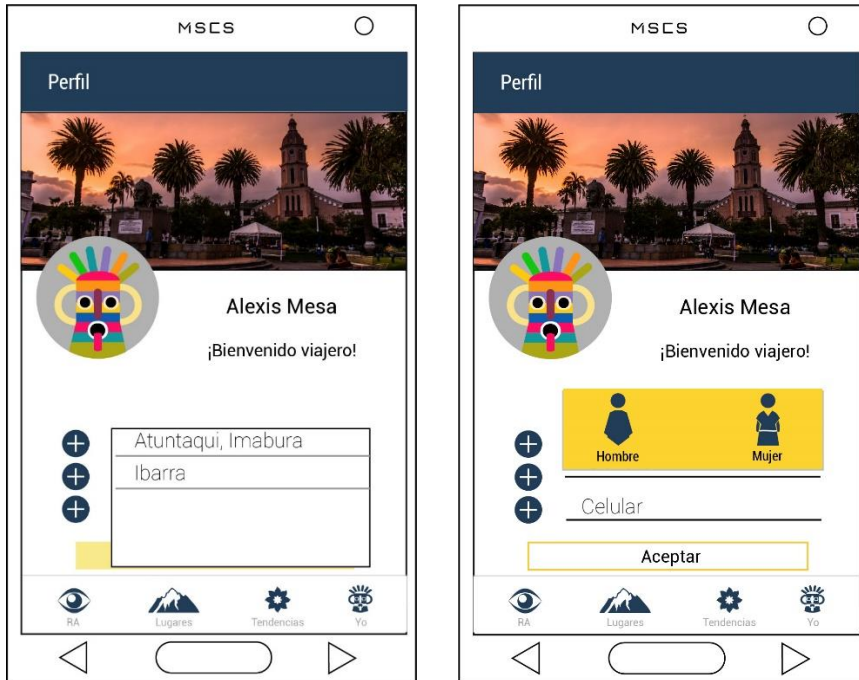 MSCS
Perfil
Alexis Mesa
¡Bienvenido viajero!
Atuntaqui, Imabura
Ibarra
RA
Lugares
Tendencias
Yo
MSCS
Perfil
Alexis Mesa
¡Bienvenido viajero!
Hombre
Mujer
Celular
Aceptar
RA
Lugares
Tendencias
Yo